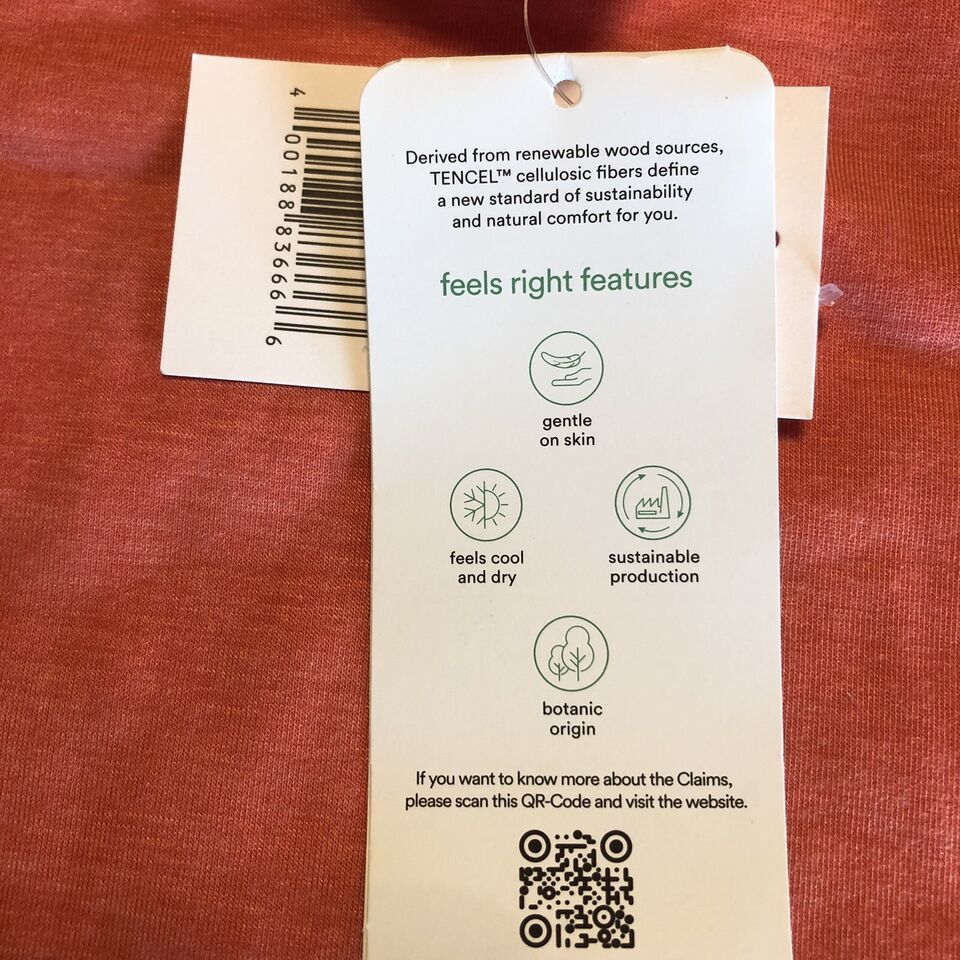 4 00188 83666 6
Derived from renewable wood sources,
TENCEL™ cellulosic fibers define
a new standard of sustainability
and natural comfort for you.
feels right features
gentle
on skin
feels cool
and dry
sustainable
production
botanic
origin
If you want to know more about the Claims,
please scan this QR-Code and visit the website.